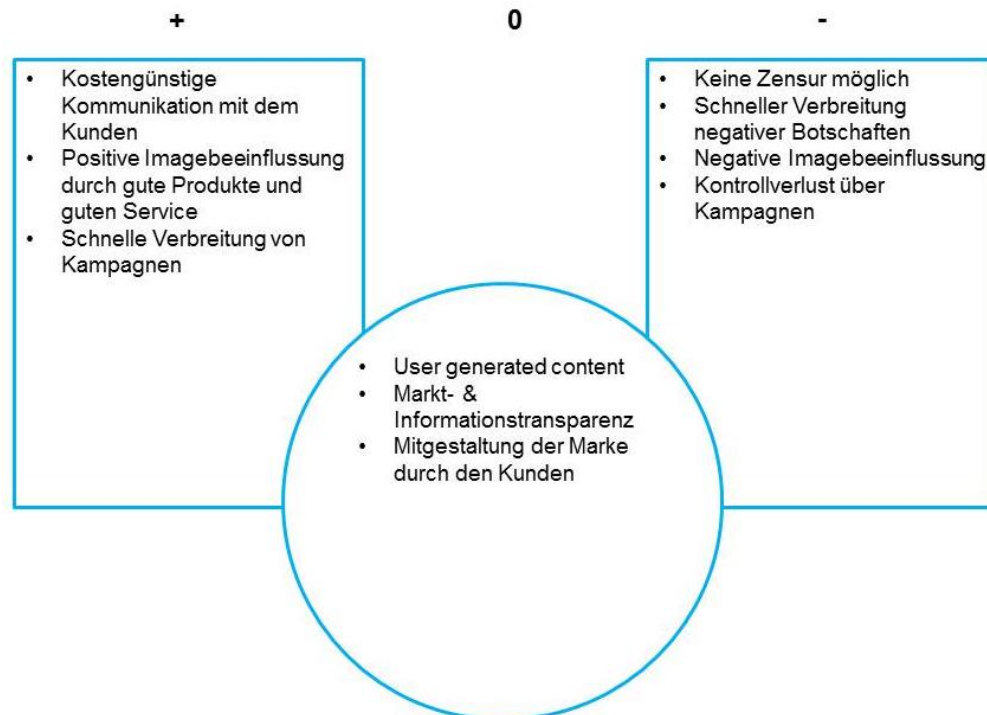 +
0
-
• Kostengünstige
Kommunikation mit dem
Kunden
• Positive Imagebeeinflussung
durch gute Produkte und
guten Service
• Schnelle Verbreitung von
Kampagnen
• Keine Zensur möglich
• Schneller Verbreitung
negativer Botschaften
• Negative Imagebeeinflussung
• Kontrollverlust über
Kampagnen
• User generated content
• Markt- &
Informationstransparenz
• Mitgestaltung der Marke
durch den Kunden